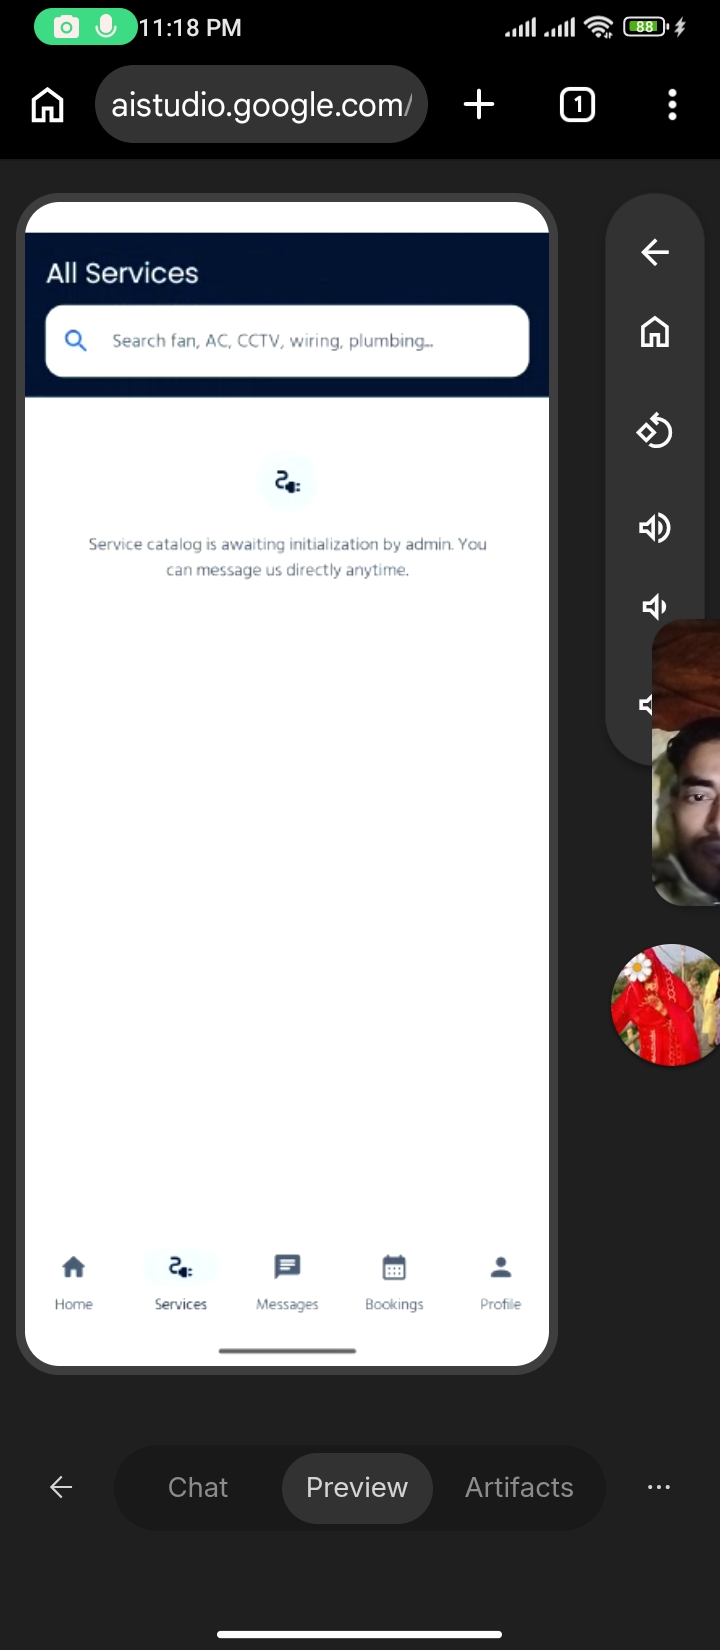 11:18 PM
88
aistudio.google.com/
1
All Services
Search fan, AC, CCTV, wiring, plumbing...
Service catalog is awaiting initialization by admin. You
can message us directly anytime.
Home
Services
Messages
Bookings
Profile
Chat
Preview
Artifacts